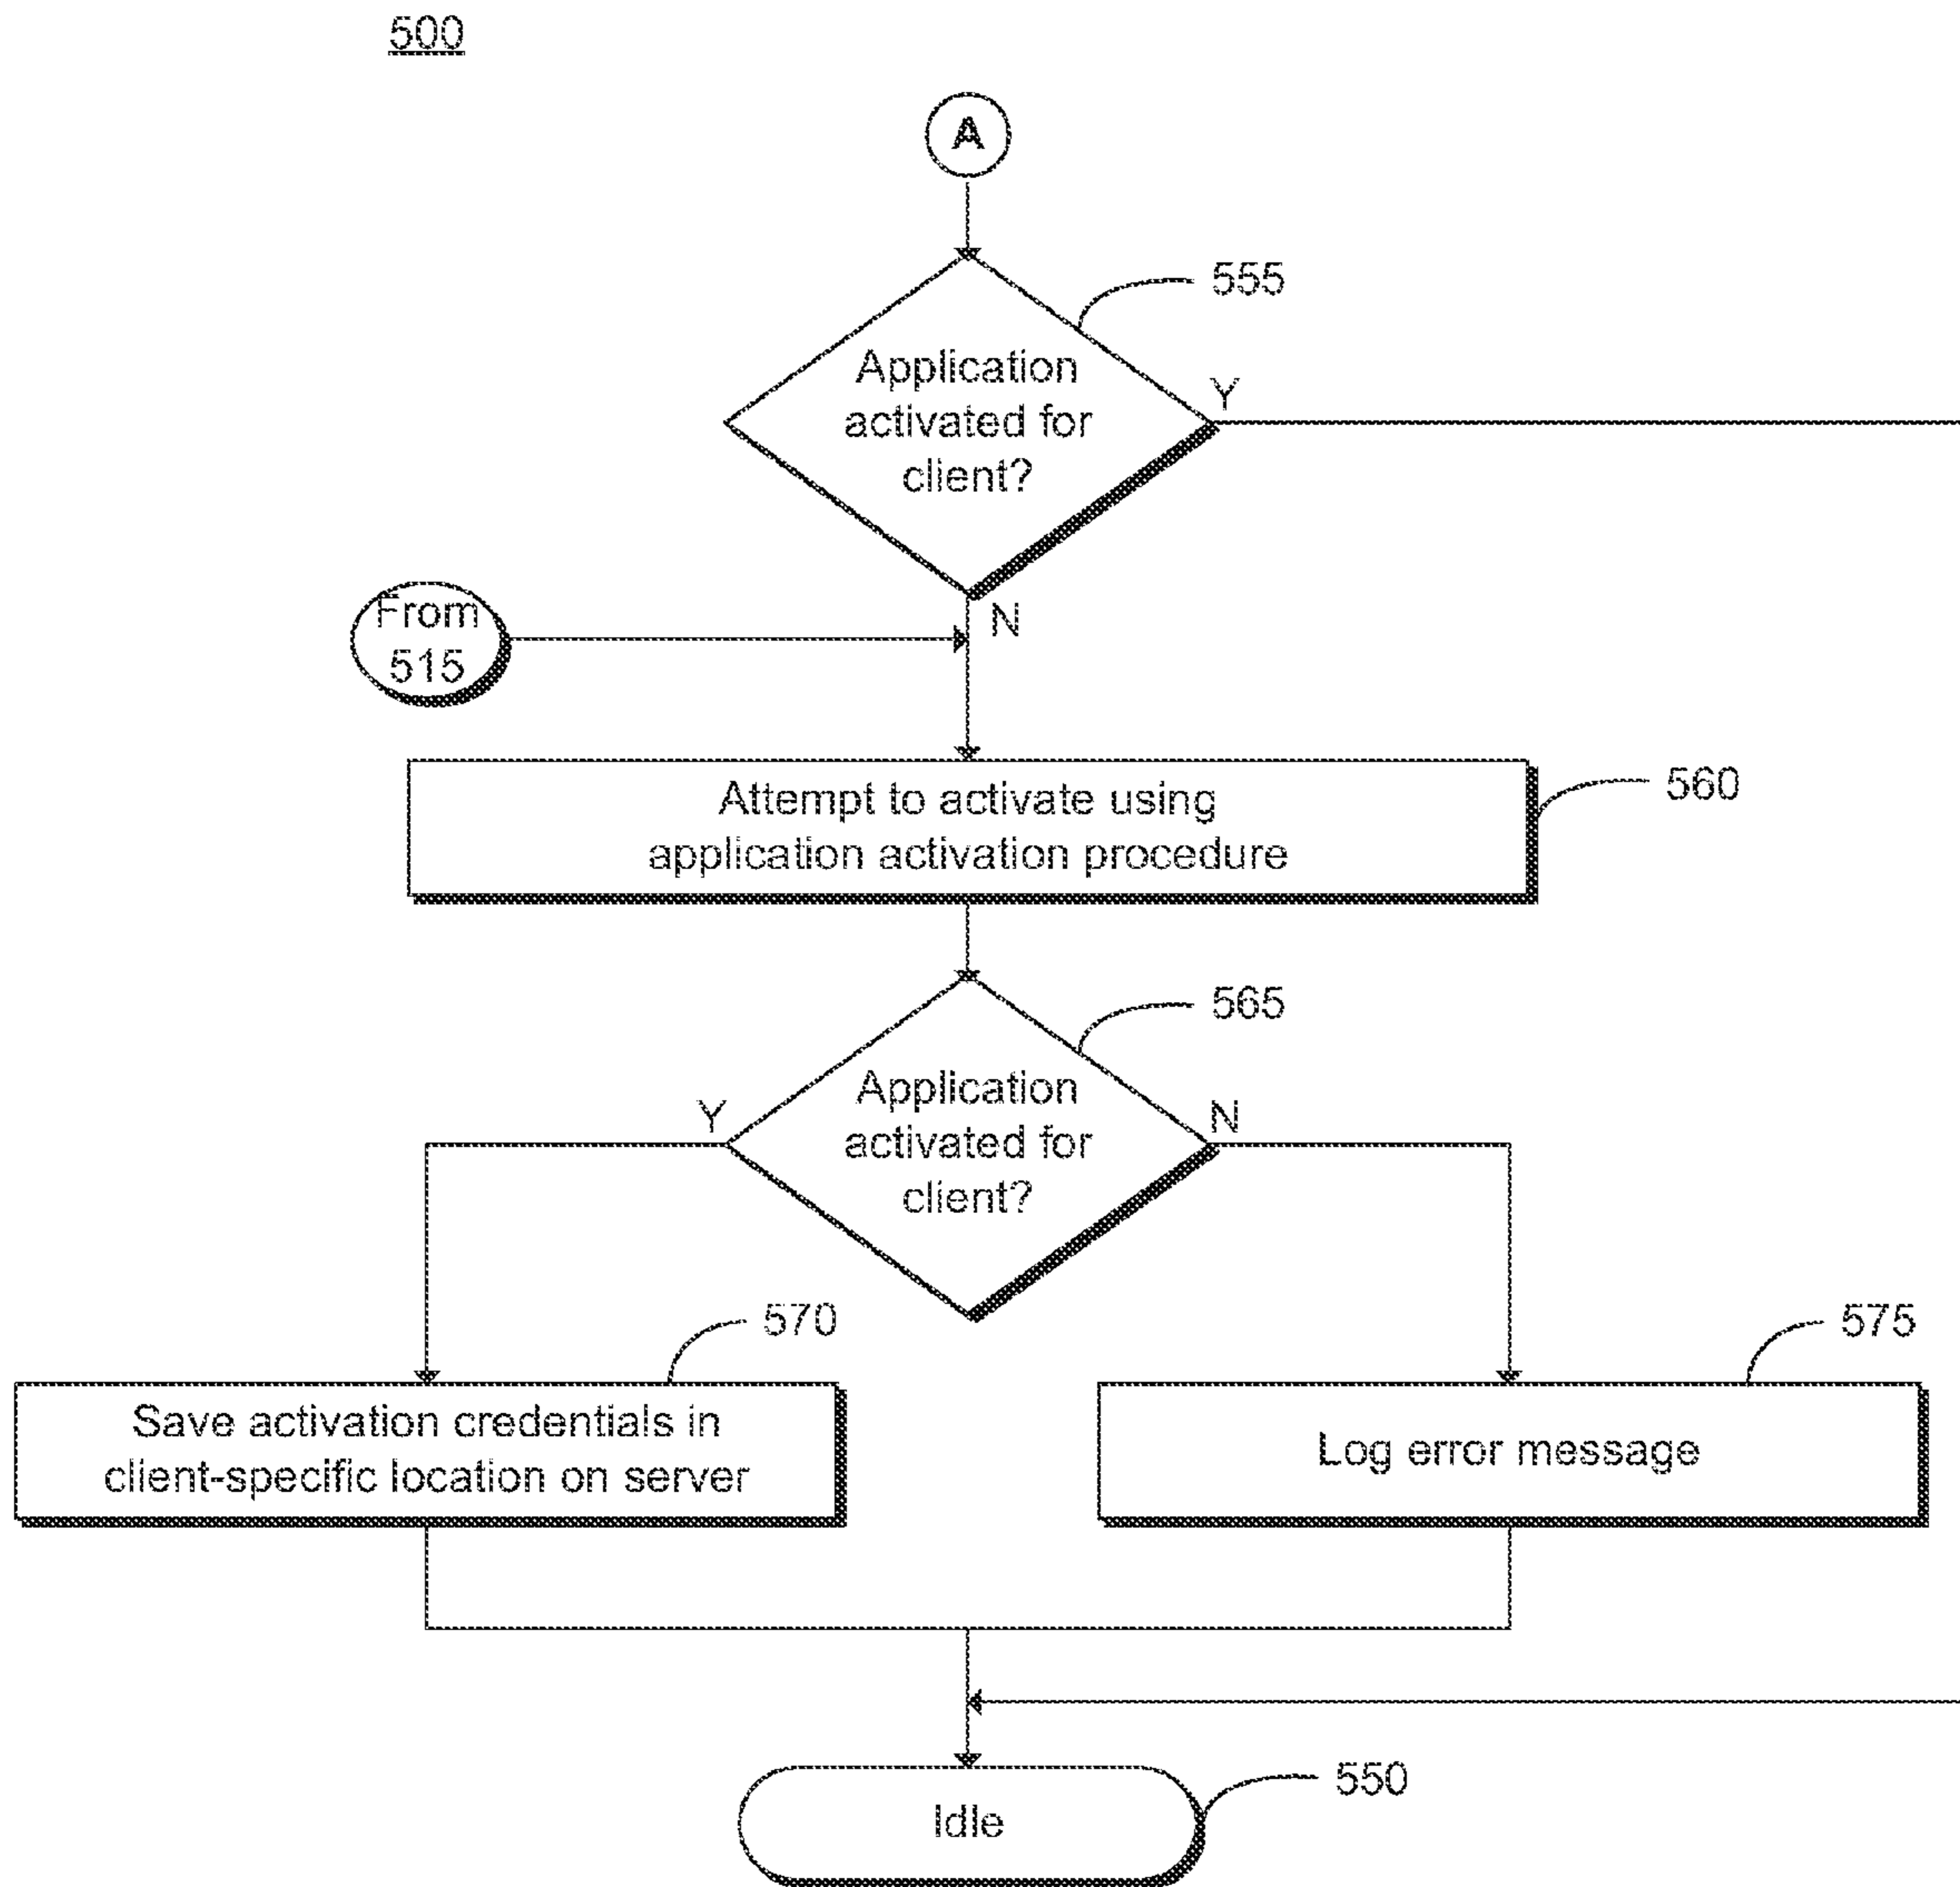 500
A
555
Application
activated for
client?
Y
N
From
515
Attempt to activate using
application activation procedure
560
565
Application
activated for
client?
Y
N
570
575
Save activation credentials in
client-specific location on server
Log error message
550
Idle